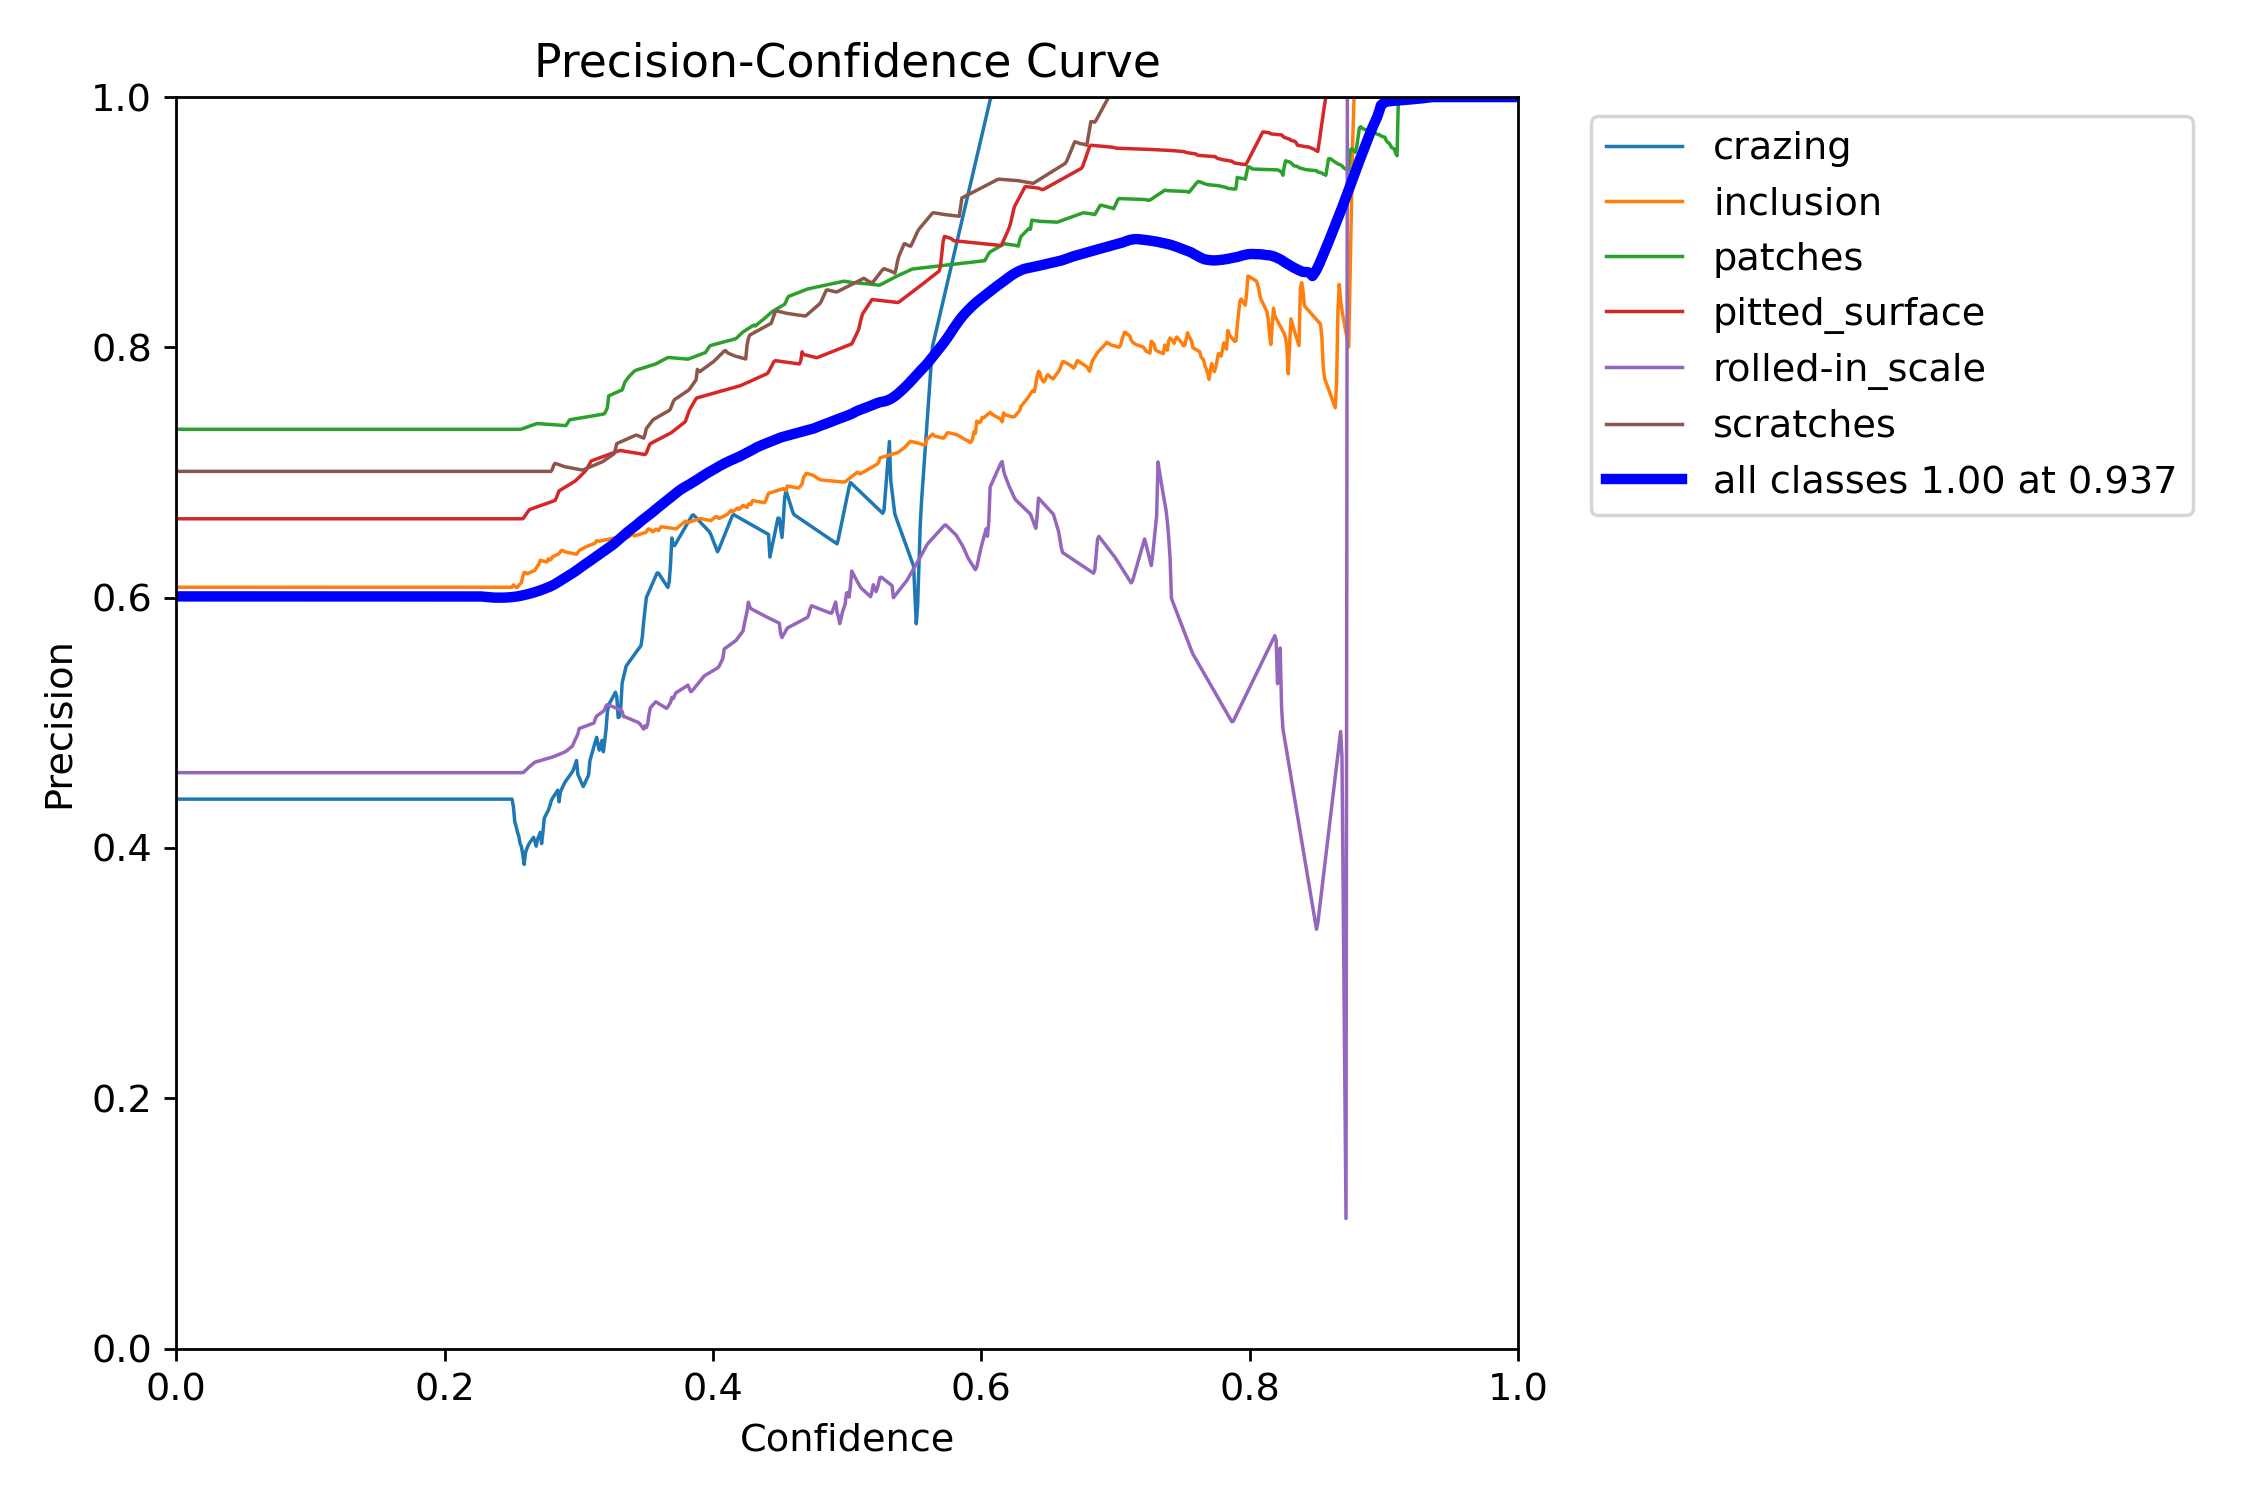 Precision-Confidence Curve
1.0
0.8
0.6
0.4
0.2
0.0
Precision
0.0 0.2 0.4 0.6 0.8 1.0
Confidence
crazing
inclusion
patches
pitted_surface
rolled-in_scale
scratches
all classes 1.00 at 0.937